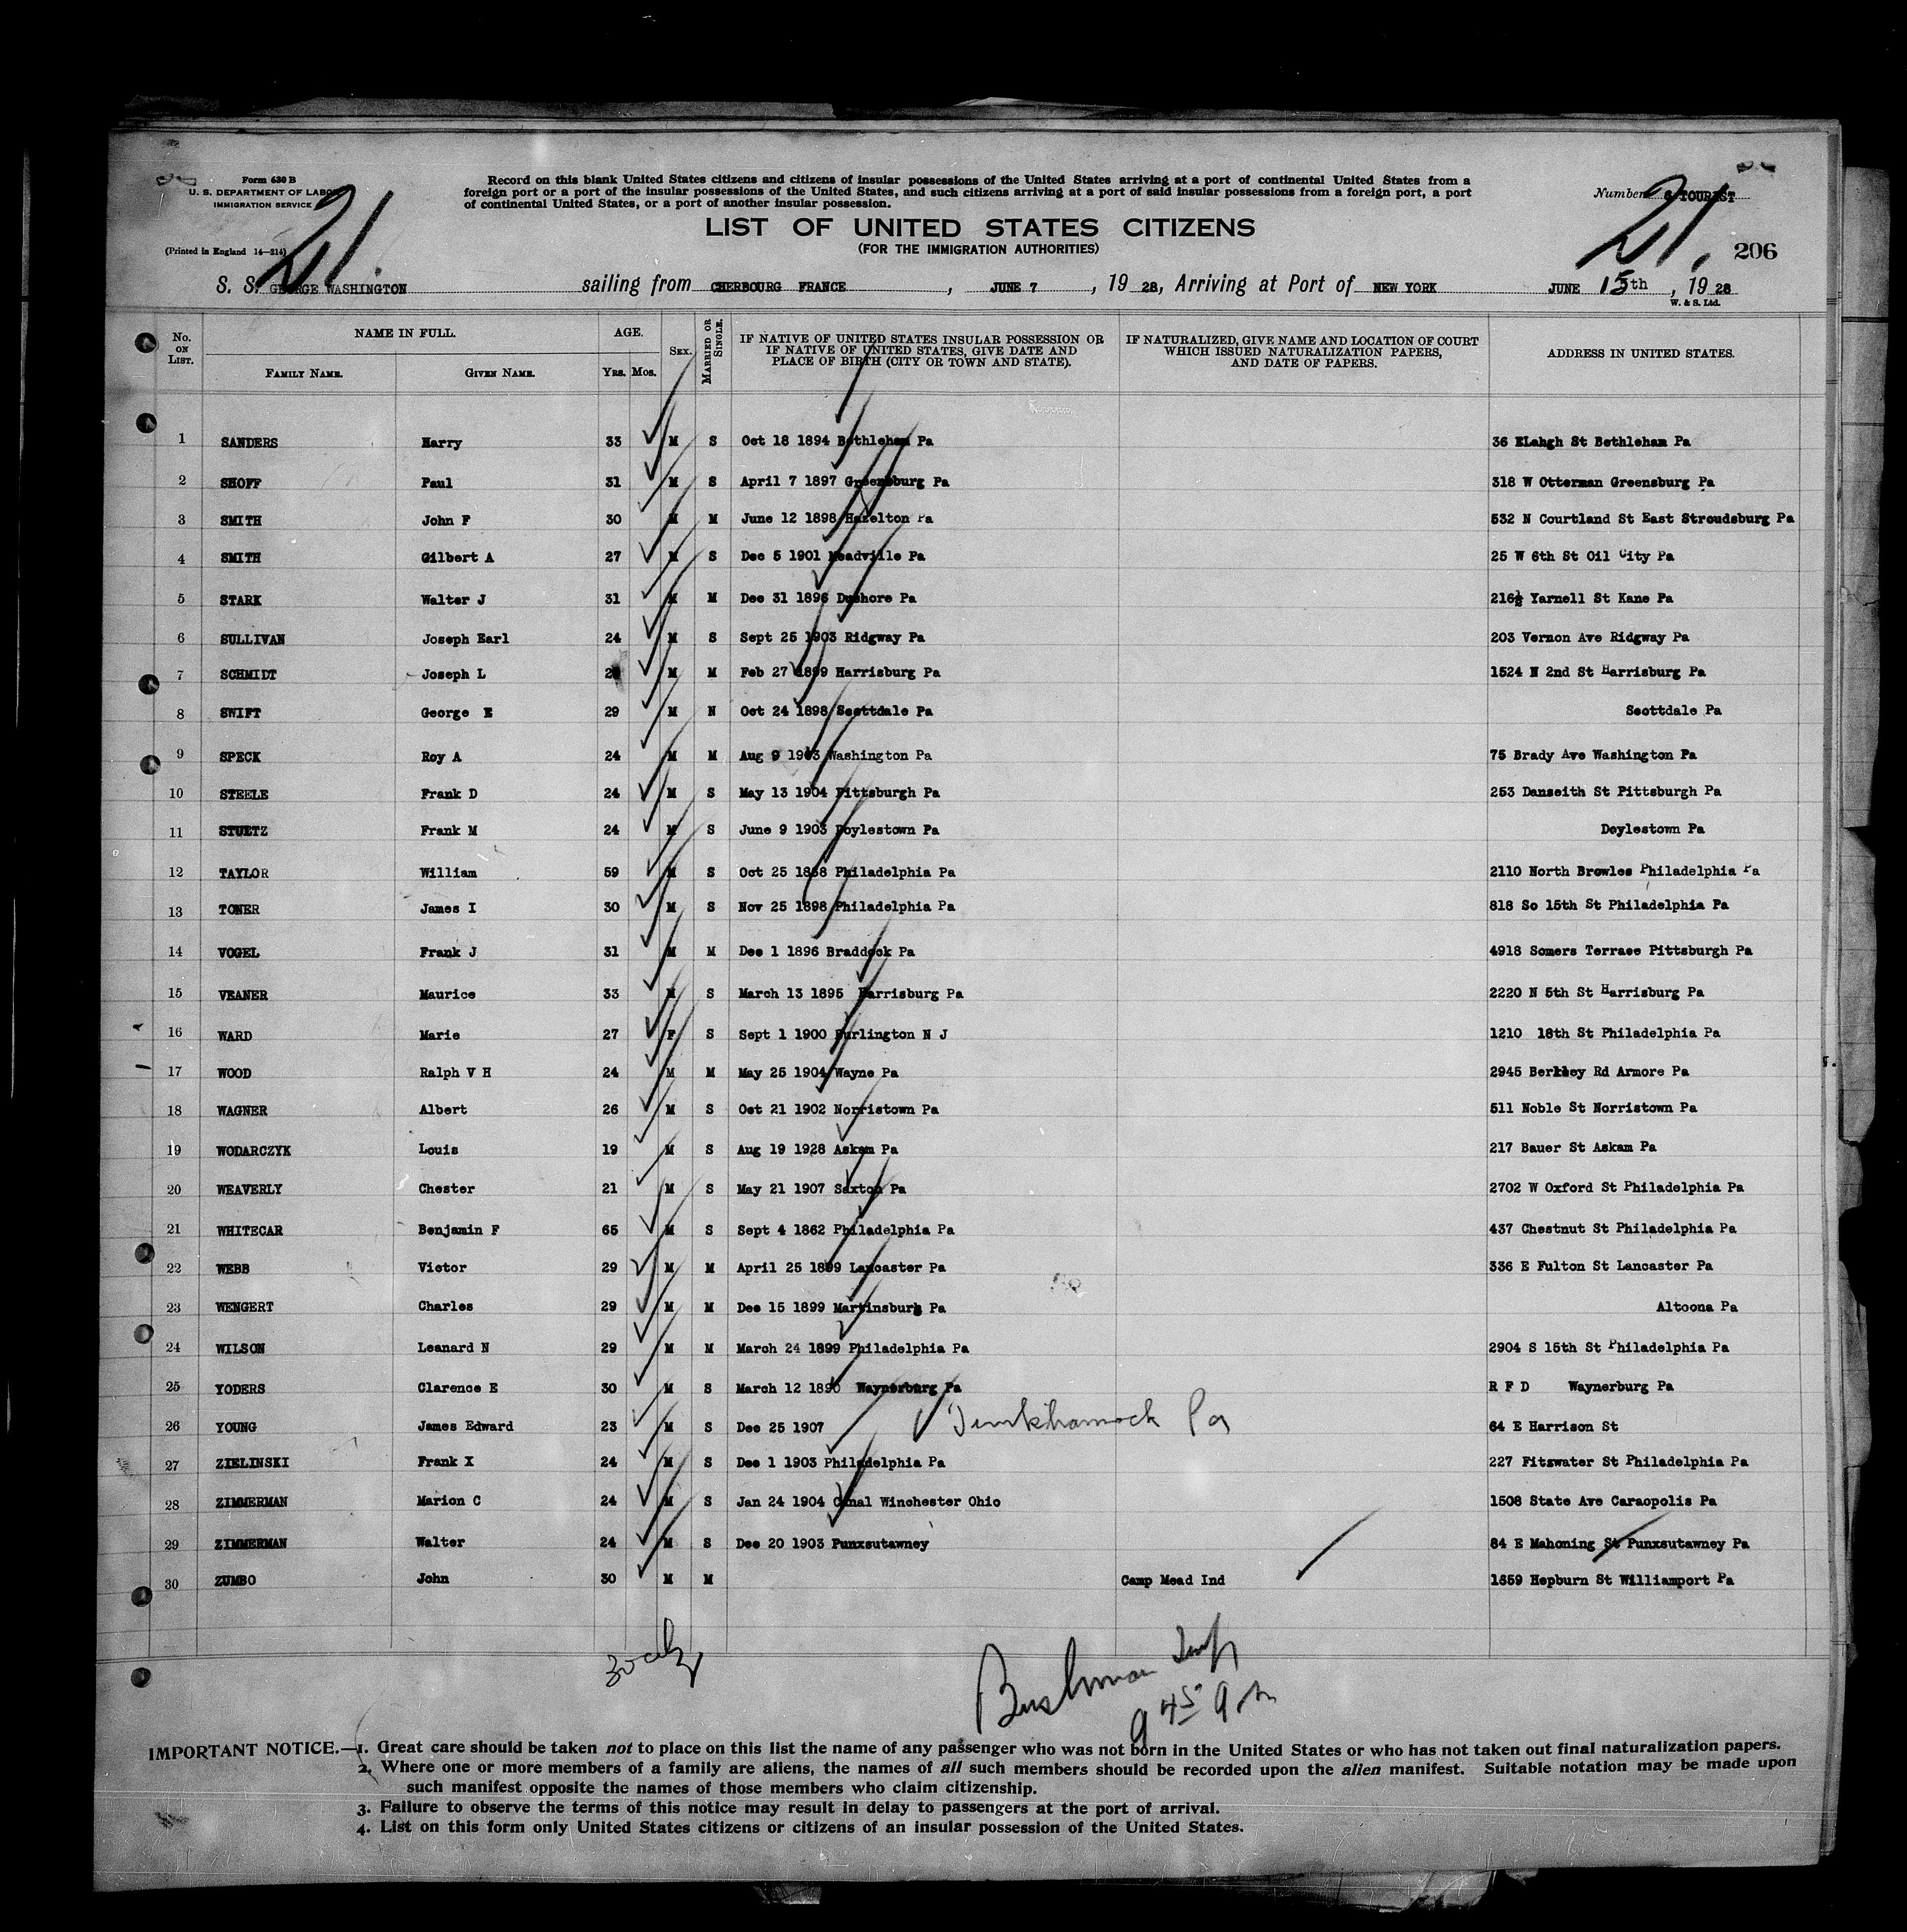 Form 630 B
U. S. DEPARTMENT OF LABOR
IMMIGRATION SERVICE
(Printed in England 14—214)
21.
Record on this blank United States citizens and citizens of insular possessions of the United States arriving at a port of continental United States from a
foreign port or a port of the insular possessions of the United States, and such citizens arriving at a port of said insular possessions from a foreign port, a port
of continental United States, or a port of another insular possession.
Number 6 TOURIST
21.
206
LIST OF UNITED STATES CITIZENS
(FOR THE IMMIGRATION AUTHORITIES)
S. S. GEORGE WASHINGTON sailing from CHERBOURG FRANCE, JUNE 7, 19 28, Arriving at Port of NEW YORK JUNE 15th, 19 28
W. & S. Ltd.
No. ON LIST. NAME IN FULL. FAMILY NAME. GIVEN NAME. AGE. YRS. MOS. SEX. MARRIED OR SINGLE. IF NATIVE OF UNITED STATES INSULAR POSSESSION OR IF NATIVE OF UNITED STATES, GIVE DATE AND PLACE OF BIRTH (CITY OR TOWN AND STATE). IF NATURALIZED, GIVE NAME AND LOCATION OF COURT WHICH ISSUED NATURALIZATION PAPERS, AND DATE OF PAPERS. ADDRESS IN UNITED STATES.
1 SANDERS Harry 33 M S Oct 18 1894 Bethleham Pa 36 ELahgh St Bethleham Pa
2 SHOFF Paul 31 M S April 7 1897 Greensburg Pa 318 W Otterman Greensburg Pa
3 SMITH John F 30 M M June 12 1898 Hazelton Pa 532 N Courtland St East Stroudsburg Pa
4 SMITH Gilbert A 27 M S Dec 5 1901 Meadville Pa 25 W 6th St Oil City Pa
5 STARK Walter J 31 M M Dec 31 1896 Dushore Pa 216½ Yarnell St Kane Pa
6 SULLIVAN Joseph Earl 24 M S Sept 25 1903 Ridgway Pa 203 Vernon Ave Ridgway Pa
7 SCHMIDT Joseph L M M Feb 27 1899 Harrisburg Pa 1524 N 2nd St Harrisburg Pa
8 SWIFT George E 29 M N Oct 24 1898 Scottdale Pa Scottdale Pa
9 SPECK Roy A 24 M M Aug 9 1903 Washington Pa 75 Brady Ave Washington Pa
10 STEELE Frank D 24 M S May 13 1904 Pittsburgh Pa 253 Danseith St Pittsburgh Pa
11 STUETZ Frank M 24 M S June 9 1903 Doylestown Pa Doylestown Pa
12 TAYLOR William 59 M S Oct 25 1868 Philadelphia Pa 2110 North Browles Philadelphia Pa
13 TONER James I 30 M S Nov 25 1898 Philadelphia Pa 818 So 15th St Philadelphia Pa
14 VOGEL Frank J 31 M M Dec 1 1896 Braddock Pa 4918 Somers Terrace Pittsburgh Pa
15 VEANER Maurice 33 M S March 13 1895 Harrisburg Pa 2220 N 5th St Harrisburg Pa
16 WARD Marie 27 F S Sept 1 1900 Burlington N J 1210 18th St Philadelphia Pa
17 WOOD Ralph V H 24 M M May 25 1904 Wayne Pa 2945 Berkley Rd Armore Pa
18 WAGNER Albert 26 M S Oct 21 1902 Norristown Pa 511 Noble St Norristown Pa
19 WODARCZYK Louis 19 M S Aug 19 1928 Askam Pa 217 Bauer St Askam Pa
20 WEAVERLY Chester 21 M S May 21 1907 Saxton Pa 2702 W Oxford St Philadelphia Pa
21 WHITECAR Benjamin F 65 M S Sept 4 1862 Philadelphia Pa 437 Chestnut St Philadelphia Pa
22 WEBB Victor 29 M M April 25 1899 Lancaster Pa 336 E Fulton St Lancaster Pa
23 WENGERT Charles 29 M M Dec 15 1899 Martinsburg Pa Altoona Pa
24 WILSON Leanard N 29 M M March 24 1899 Philadelphia Pa 2904 S 15th St Philadelphia Pa
25 YODERS Clarence E 30 M S March 12 1890 Waynerburg Pa R F D Waynerburg Pa
26 YOUNG James Edward 23 M S Dec 25 1907 Tunkhannock Pa 64 E Harrison St
27 ZIELINSKI Frank X 24 M S Dec 1 1903 Philadelphia Pa 227 Fitzwater St Philadelphia Pa
28 ZIMMERMAN Marion C 24 M S Jan 24 1904 Canal Winchester Ohio 1508 State Ave Caraopolis Pa
29 ZIMMERMAN Walter 24 M S Dec 20 1903 Punxsutawney 84 E Mahoning St Punxsutawney Pa
30 ZUMBO John 30 M M Camp Mead Ind 1659 Hepburn St Williamport Pa
Bushman Insp
9 45 9 m
IMPORTANT NOTICE.—1. Great care should be taken not to place on this list the name of any passenger who was not born in the United States or who has not taken out final naturalization papers.
2. Where one or more members of a family are aliens, the names of all such members should be recorded upon the alien manifest. Suitable notation may be made upon
such manifest opposite the names of those members who claim citizenship.
3. Failure to observe the terms of this notice may result in delay to passengers at the port of arrival.
4. List on this form only United States citizens or citizens of an insular possession of the United States.